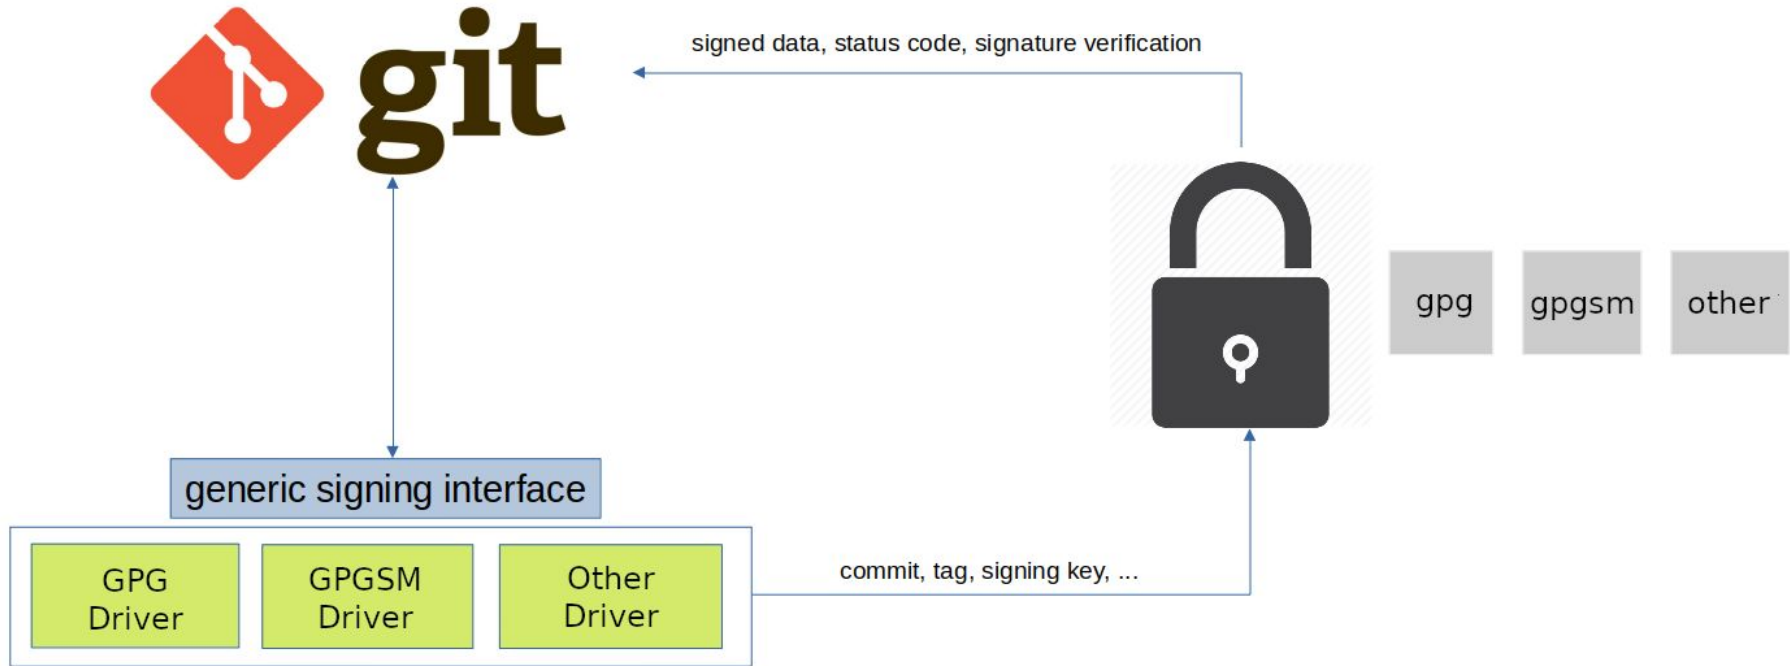 git
signed data, status code, signature verification
gpg
gpgsm
other
generic signing interface
GPG
Driver
GPGSM
Driver
Other
Driver
commit, tag, signing key, ...